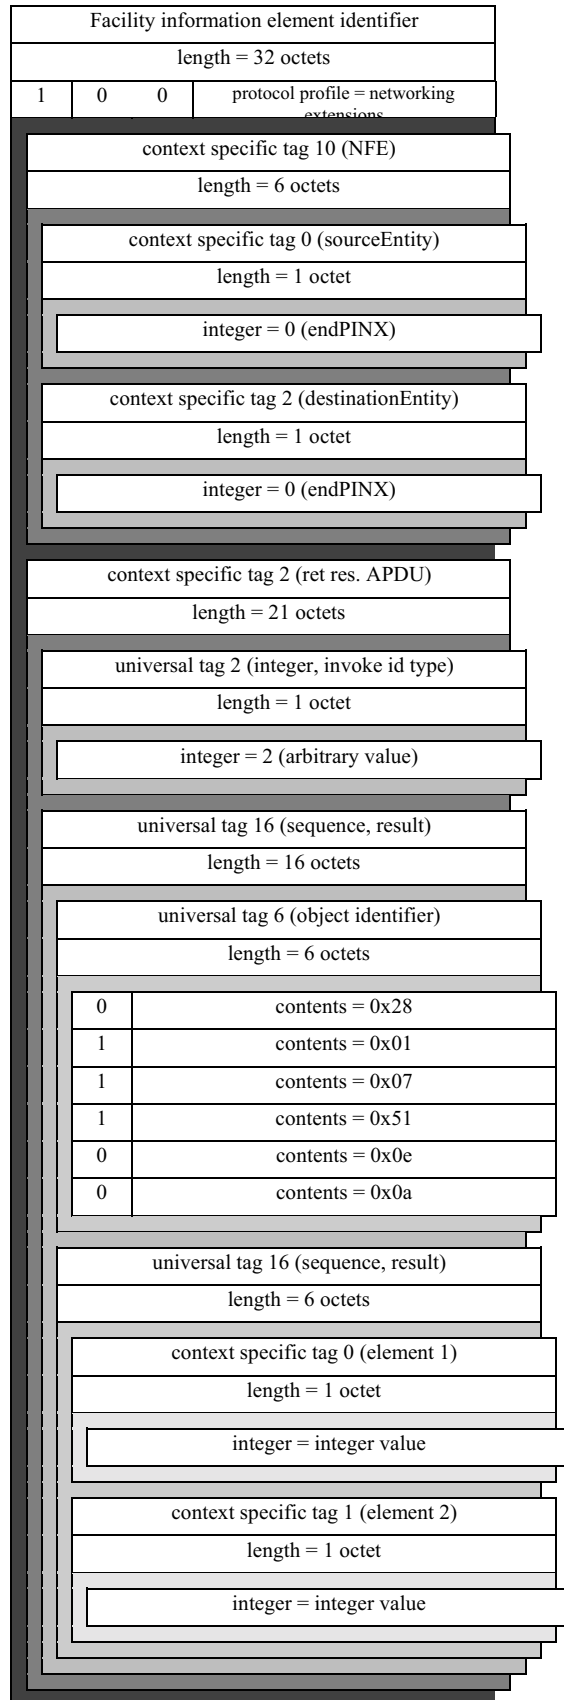 Facility information element identifier
length = 32 octets
1 0 0 protocol profile = networking
extensions
context specific tag 10 (NFE)
length = 6 octets
context specific tag 0 (sourceEntity)
length = 1 octet
integer = 0 (endPINX)
context specific tag 2 (destinationEntity)
length = 1 octet
integer = 0 (endPINX)
context specific tag 2 (ret res. APDU)
length = 21 octets
universal tag 2 (integer, invoke id type)
length = 1 octet
integer = 2 (arbitrary value)
universal tag 16 (sequence, result)
length = 16 octets
universal tag 6 (object identifier)
length = 6 octets
0 contents = 0x28
1 contents = 0x01
1 contents = 0x07
1 contents = 0x51
0 contents = 0x0e
0 contents = 0x0a
universal tag 16 (sequence, result)
length = 6 octets
context specific tag 0 (element 1)
length = 1 octet
integer = integer value
context specific tag 1 (element 2)
length = 1 octet
integer = integer value